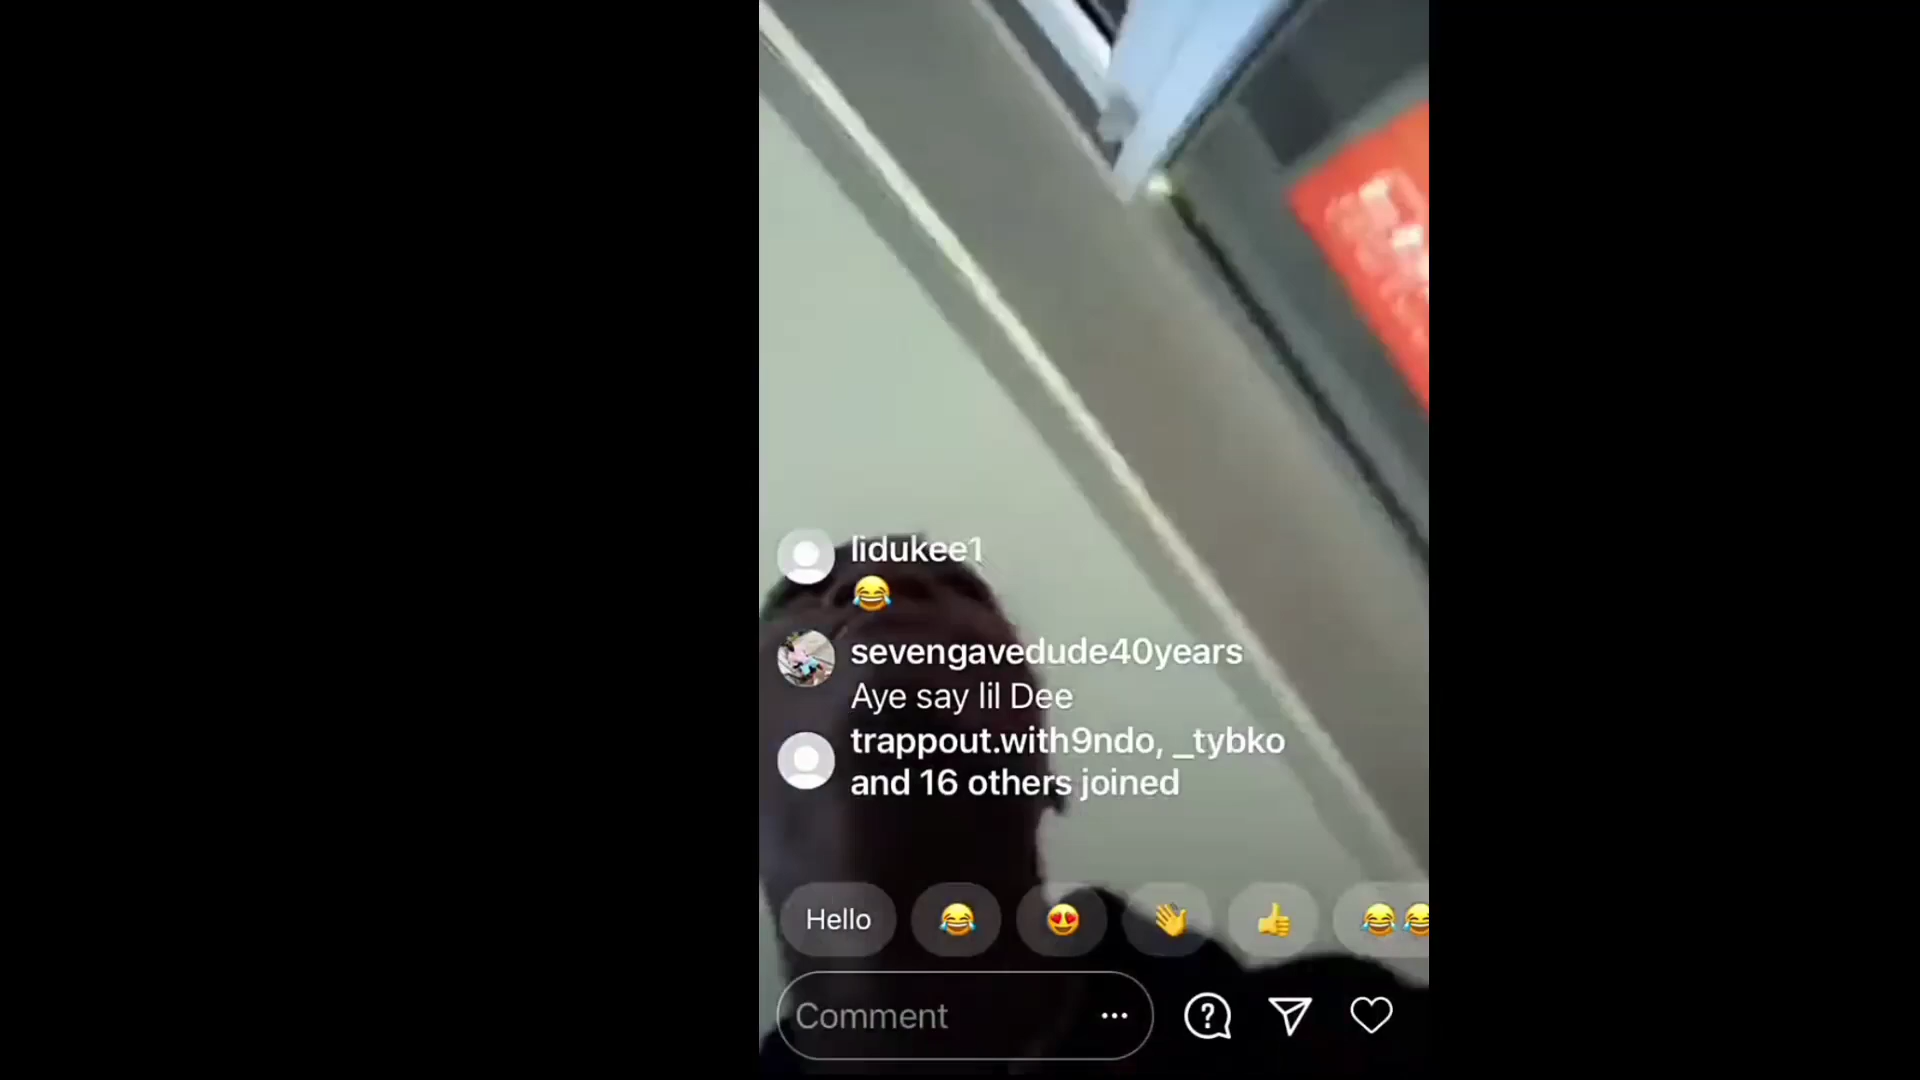 lidukee1
😂
sevengavedude40years
Aye say lil Dee
trappout.with9ndo, _tybko
and 16 others joined
Hello 😂 😍 👋 👍 😂😂
Comment